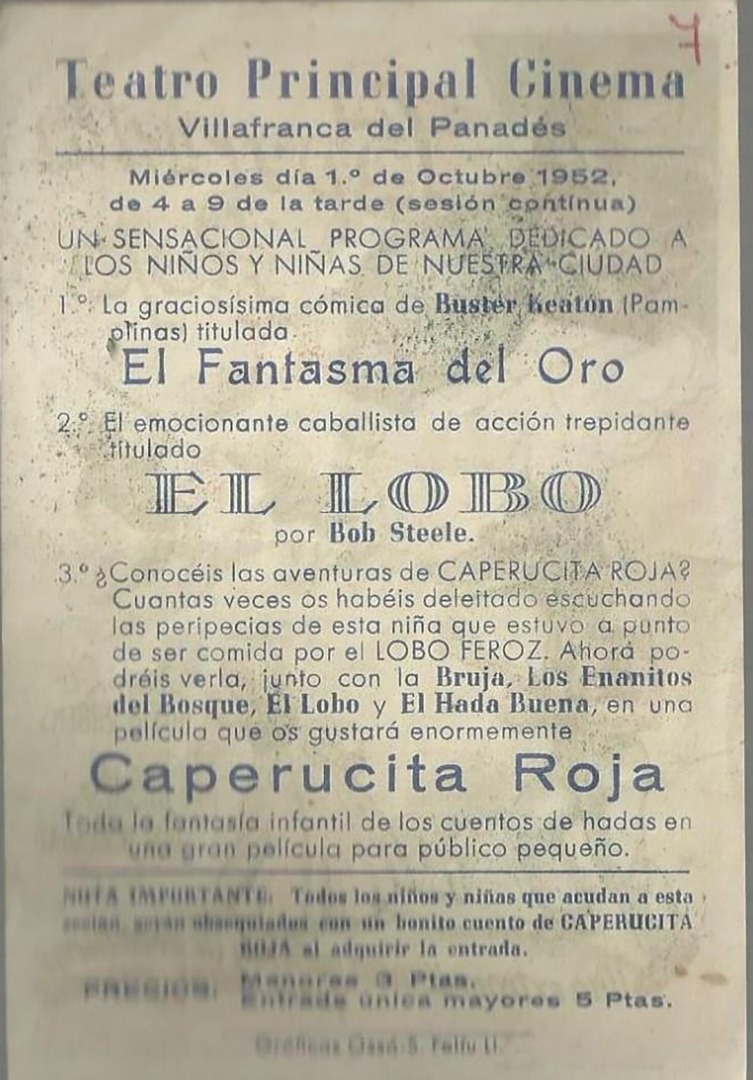 7
Teatro Principal Cinema
Villafranca del Panadés
Miércoles día 1.º de Octubre 1952,
de 4 a 9 de la tarde (sesión contínua)
UN SENSACIONAL PROGRAMA DEDICADO A
LOS NIÑOS Y NIÑAS DE NUESTRA CIUDAD
1.º La graciosísima cómica de Buster Keaton (Pam-
plinas) titulada
El Fantasma del Oro
2.º El emocionante caballista de acción trepidante
titulado
EL LOBO
por Bob Steele.
3.º ¿Conocéis las aventuras de CAPERUCITA ROJA?
Cuantas veces os habéis deleitado escuchando
las peripecias de esta niña que estuvo a punto
de ser comida por el LOBO FEROZ. Ahora po-
dréis verla, junto con la Bruja, Los Enanitos
del Bosque, El Lobo y El Hada Buena, en una
película que os gustará enormemente
Caperucita Roja
Toda la fantasía infantil de los cuentos de hadas en
una gran película para público pequeño.
NOTA IMPORTANTE. Todos los niños y niñas que acudan a esta
sesión, serán obsequiados con un bonito cuento de CAPERUCITA
ROJA al adquirir la entrada.
PRECIOS: Menores 3 Ptas.
Entrada única mayores 5 Ptas.
Gráficas S. Felíu Ll.